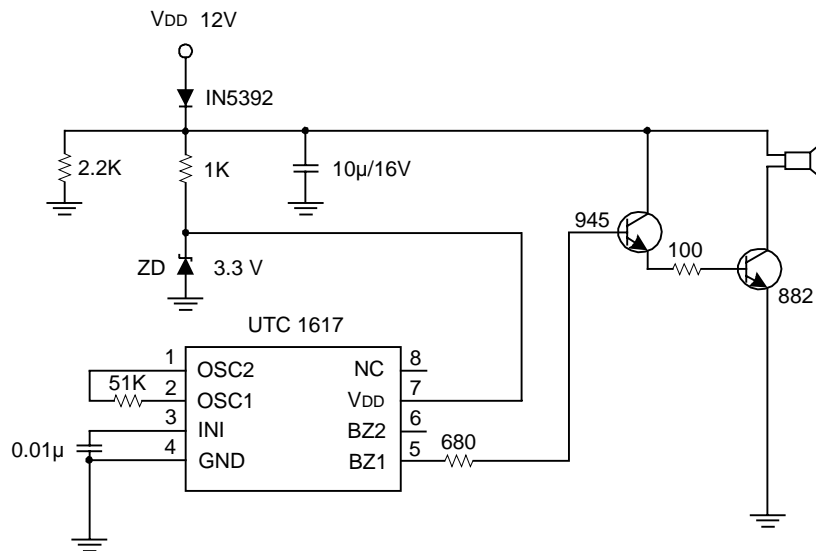 VDD 12V
IN5392
2.2K
1K
10µ/16V
945
100
882
ZD
3.3 V
UTC 1617
1
OSC2
NC
8
51K
2
OSC1
VDD
7
3
INI
BZ2
6
0.01µ
4
GND
BZ1
5
680